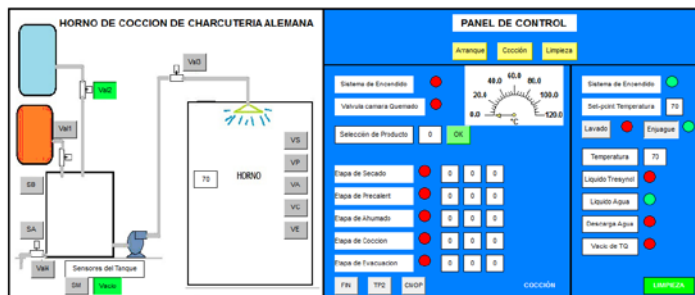 HORNO DE COCCION DE CHARCUTERIA ALEMANA
Val2
Val1
Val3
SB
SA
Val4
Sensores del Tanque
SM
Vacio
70
HORNO
VS
VP
VA
VC
VE
PANEL DE CONTROL
Arranque
Cocción
Limpieza
Sistema de Encendido
Valvula camara Quemado
0.0
20.0
40.0
60.0
80.0
100.0
120.0
°C
Selección de Producto
0
OK
Etapa de Secado
0 0 0
Etapa de Precalent
0 0 0
Etapa de Ahumado
0 0 0
Etapa de Coccion
0 0 0
Etapa de Evacuacion
0 0 0
FIN
TP2
CHOP
COCCIÓN
Sistema de Encendido
Set-point Temperatura
70
Lavado
Enjuague
Temperatura
70
Liquido Tresynol
Liquido Agua
Descarga Agua
Vacio de TQ
LIMPIEZA